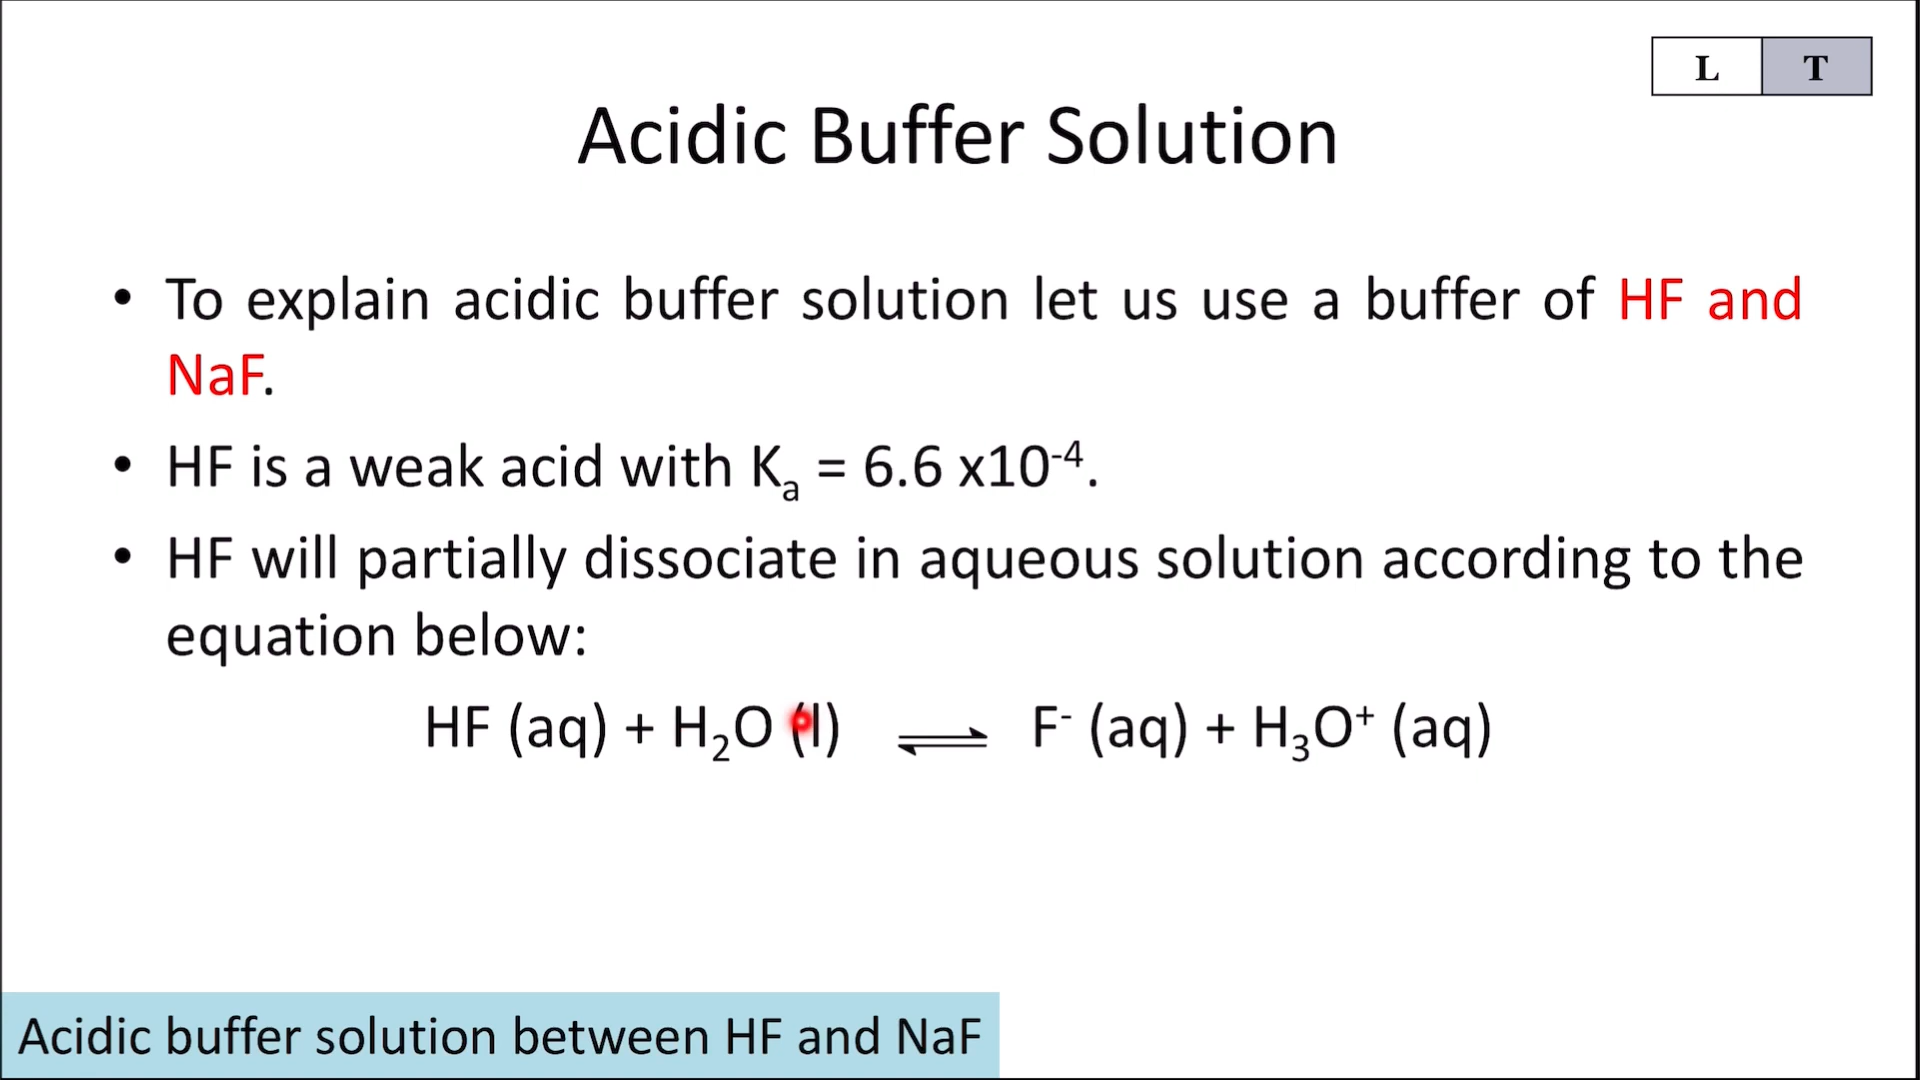 L T
Acidic Buffer Solution
• To explain acidic buffer solution let us use a buffer of HF and
NaF.
• HF is a weak acid with Kₐ = 6.6 x10⁻⁴.
• HF will partially dissociate in aqueous solution according to the
equation below:
HF (aq) + H₂O (l) ⇌ F⁻ (aq) + H₃O⁺ (aq)
Acidic buffer solution between HF and NaF